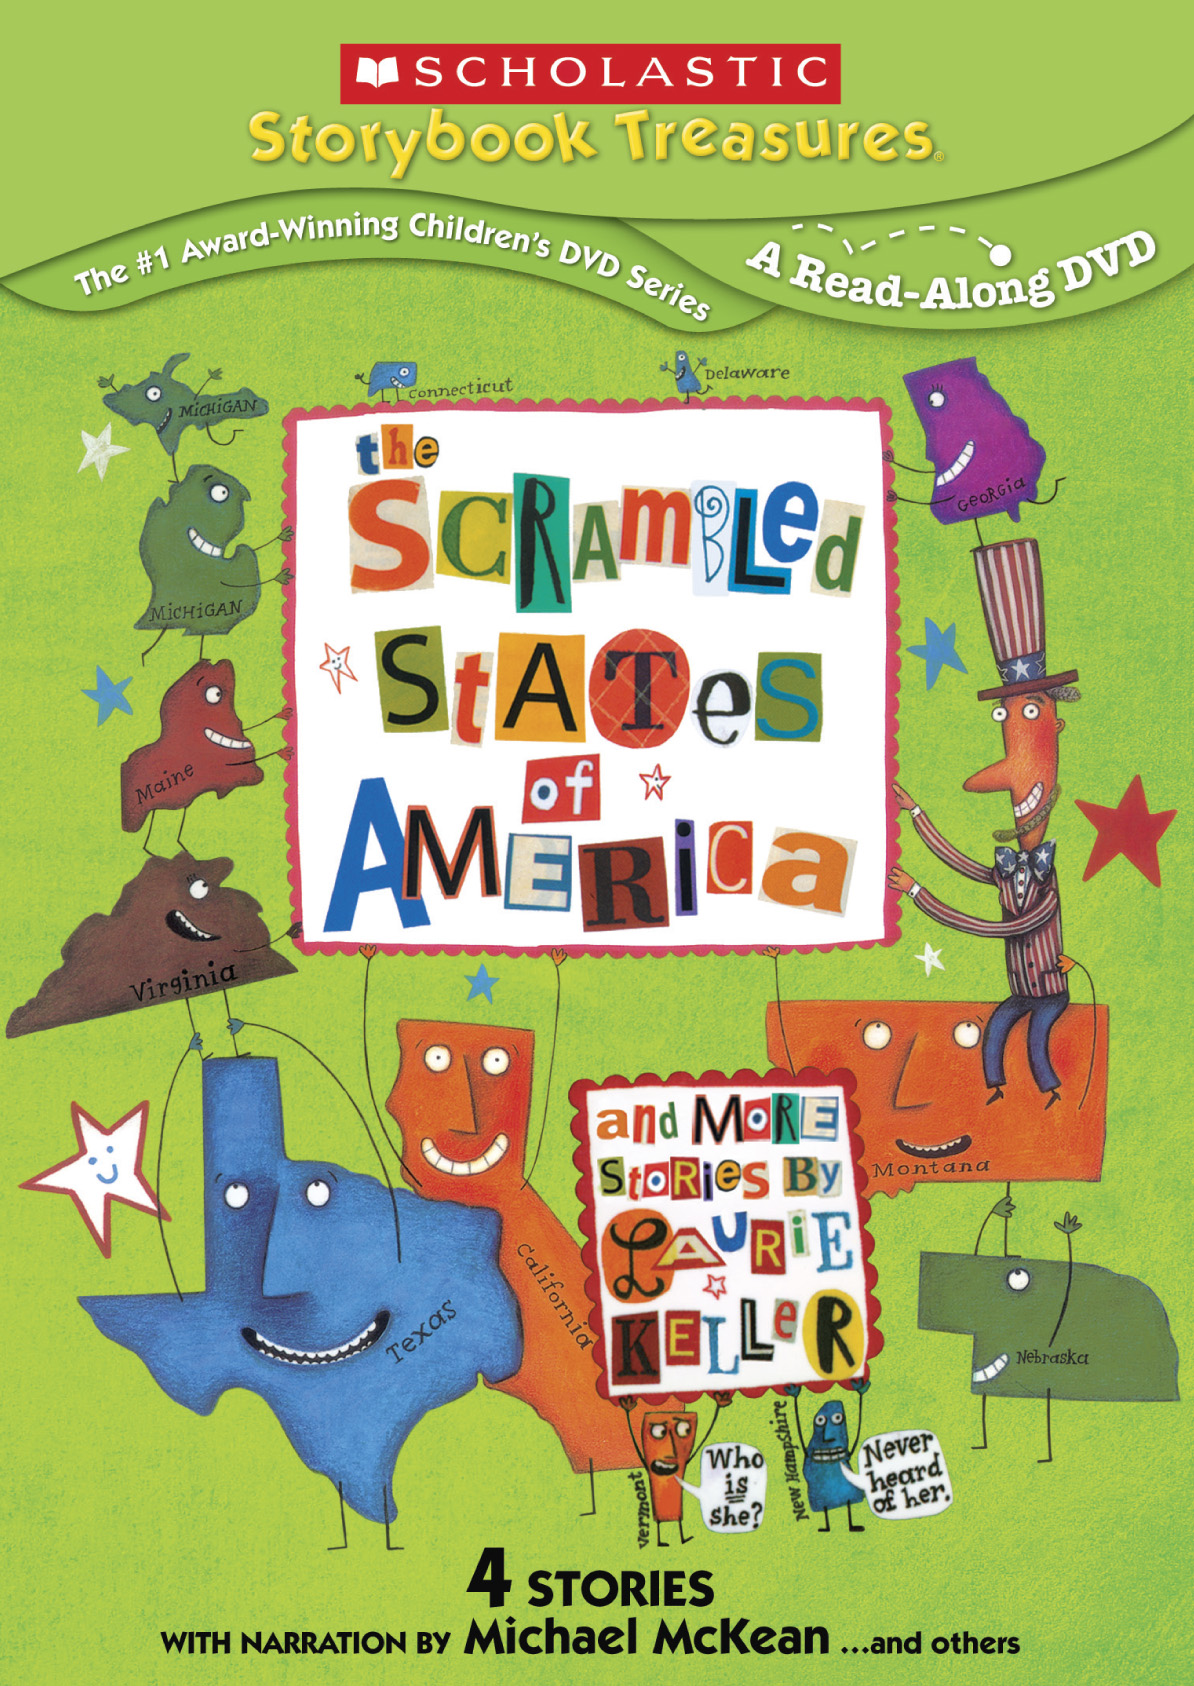 SCHOLASTIC
Storybook Treasures®
The #1 Award-Winning Children's DVD Series
A Read-Along DVD
MiCHiGAN
Connecticut
Delaware
GeORGia
MiCHiGAN
Maine
Virginia
the
SCRAmBLed
StATes
of
AMERiCa
Montana
and MoRE
StoRies By
LAURiE
KELLeR
California
Texas
Nebraska
Vermont
Who
is
she?
New Hampshire
Never
heard
of her.
4 STORIES
WITH NARRATION BY Michael McKean ...and others